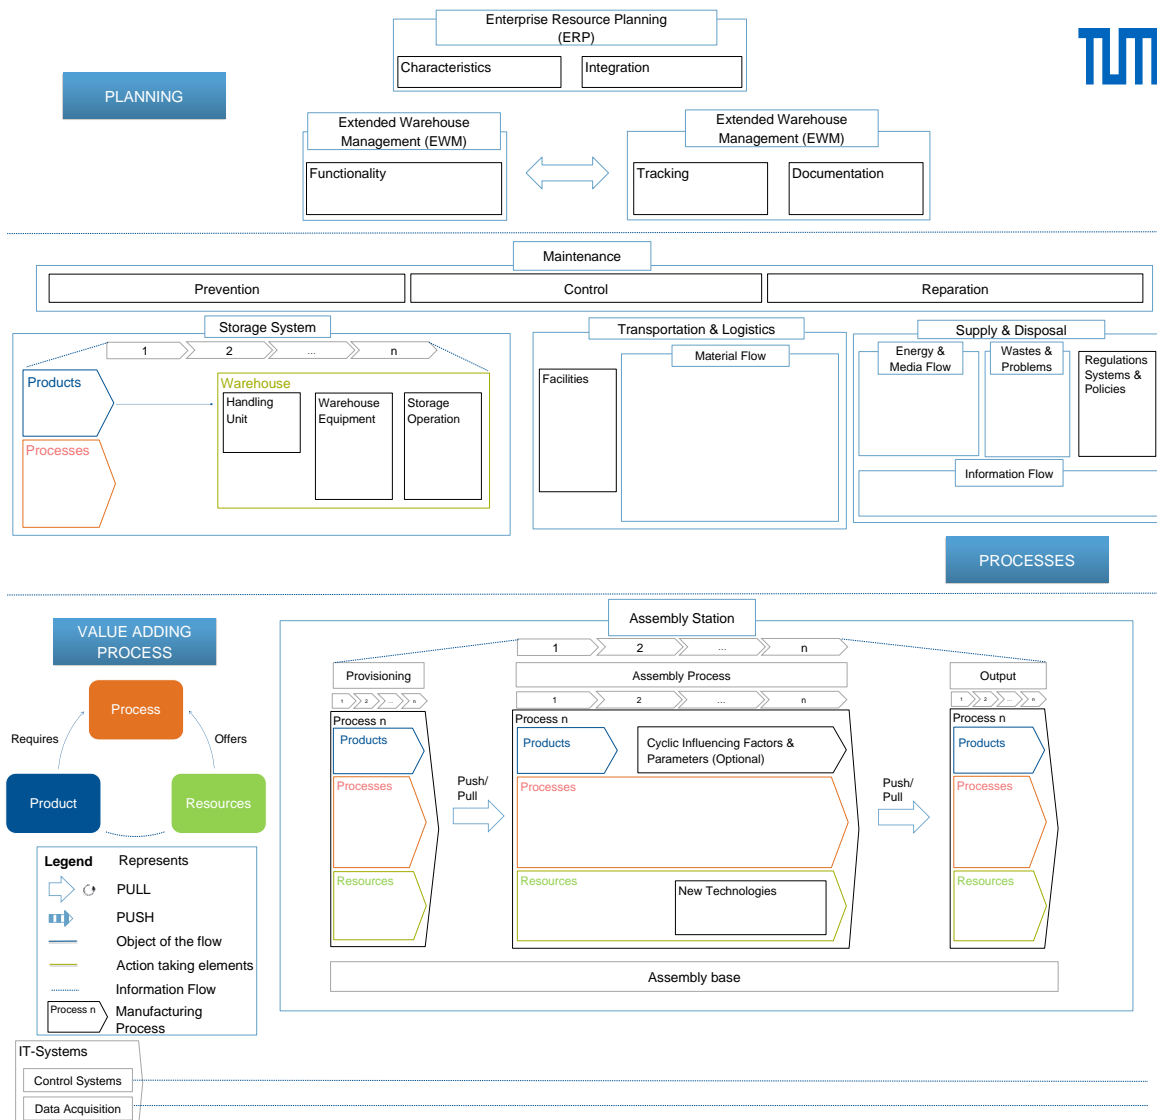 Enterprise Resource Planning
(ERP)
Characteristics
Integration
TUM
PLANNING
Extended Warehouse
Management (EWM)
Functionality
Extended Warehouse
Management (EWM)
Tracking
Documentation
Maintenance
Prevention
Control
Reparation
Storage System
1
2
...
n
Products
Processes
Warehouse
Handling
Unit
Warehouse
Equipment
Storage
Operation
Transportation & Logistics
Material Flow
Facilities
Supply & Disposal
Energy &
Media Flow
Wastes &
Problems
Regulations
Systems &
Policies
Information Flow
PROCESSES
VALUE ADDING
PROCESS
Process
Requires
Offers
Product
Resources
Assembly Station
1
2
...
n
Provisioning
Assembly Process
Output
1
2
...
n
1
2
...
n
1
2
...
n
Process n
Products
Processes
Resources
Push/
Pull
Process n
Products
Cyclic Influencing Factors &
Parameters (Optional)
Processes
Resources
New Technologies
Push/
Pull
Process n
Products
Processes
Resources
Assembly base
Legend
Represents
PULL
PUSH
Object of the flow
Action taking elements
Information Flow
Process n
Manufacturing
Process
IT-Systems
Control Systems
Data Acquisition